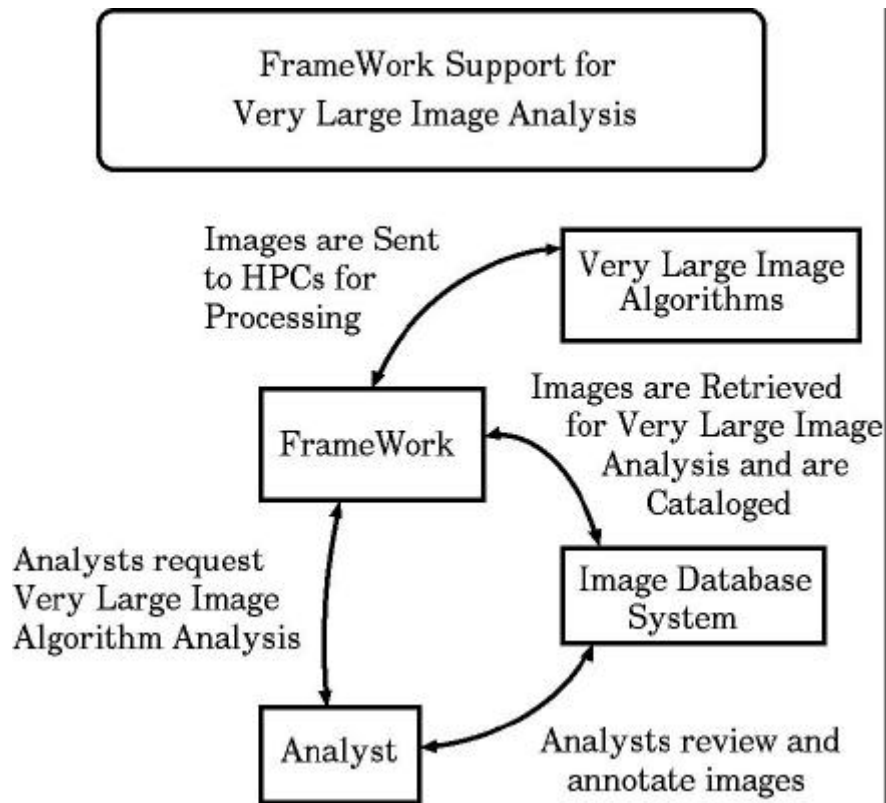 FrameWork Support for
Very Large Image Analysis
Images are Sent
to HPCs for
Processing
Very Large Image
Algorithms
FrameWork
Images are Retrieved
for Very Large Image
Analysis and are
Cataloged
Analysts request
Very Large Image
Algorithm Analysis
Image Database
System
Analyst
Analysts review and
annotate images